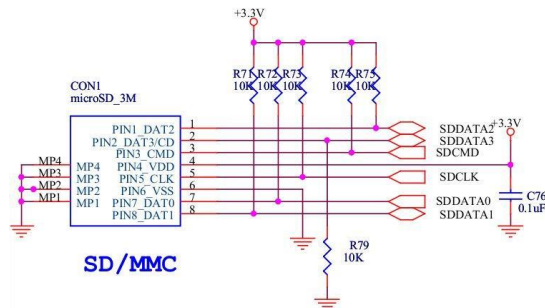 +3.3V
R71 R72 R73 R74 R75
10K 10K 10K 10K 10K
CON1
microSD_3M
PIN1_DAT2 1 SDDATA2
PIN2_DAT3/CD 2 SDDATA3
PIN3_CMD 3 SDCMD
+3.3V
MP4 MP4 PIN4_VDD 4
MP3 MP3 PIN5_CLK 5 SDCLK
MP2 MP2 PIN6_VSS 6
MP1 MP1 PIN7_DAT0 7 SDDATA0
PIN8_DAT1 8 SDDATA1
C76
0.1uF
R79
10K
SD/MMC